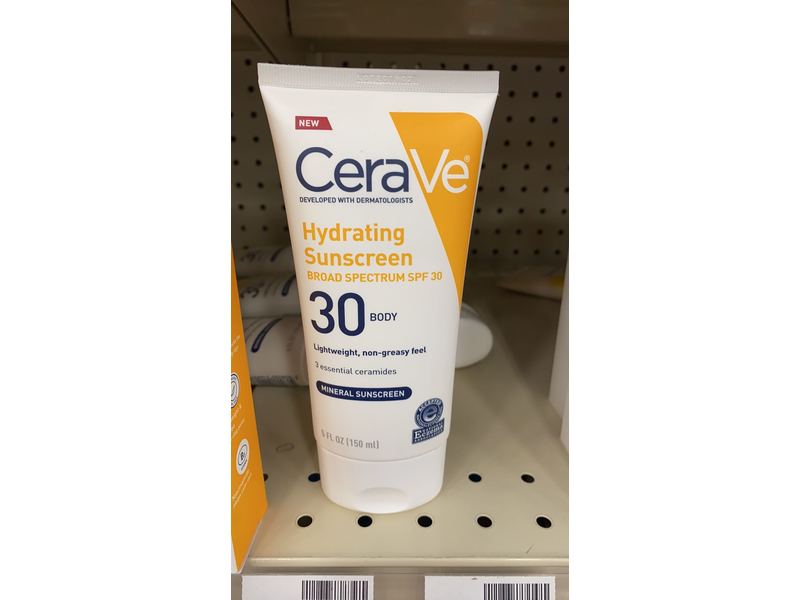 NEW
CeraVe®
DEVELOPED WITH DERMATOLOGISTS
Hydrating
Sunscreen
BROAD SPECTRUM SPF 30
30 BODY
Lightweight, non-greasy feel
3 essential ceramides
MINERAL SUNSCREEN
5 FL OZ (150 ml)
Eczema